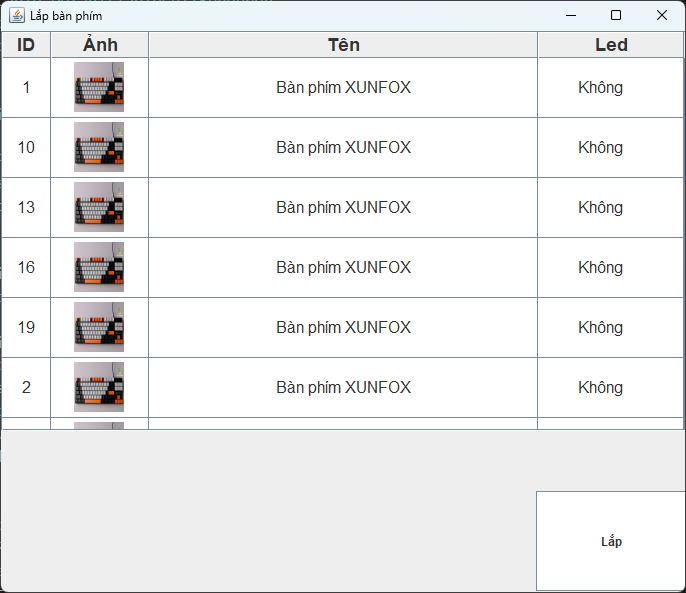 Lắp bàn phím
ID Ảnh Tên Led
1 Bàn phím XUNFOX Không
10 Bàn phím XUNFOX Không
13 Bàn phím XUNFOX Không
16 Bàn phím XUNFOX Không
19 Bàn phím XUNFOX Không
2 Bàn phím XUNFOX Không
Lắp